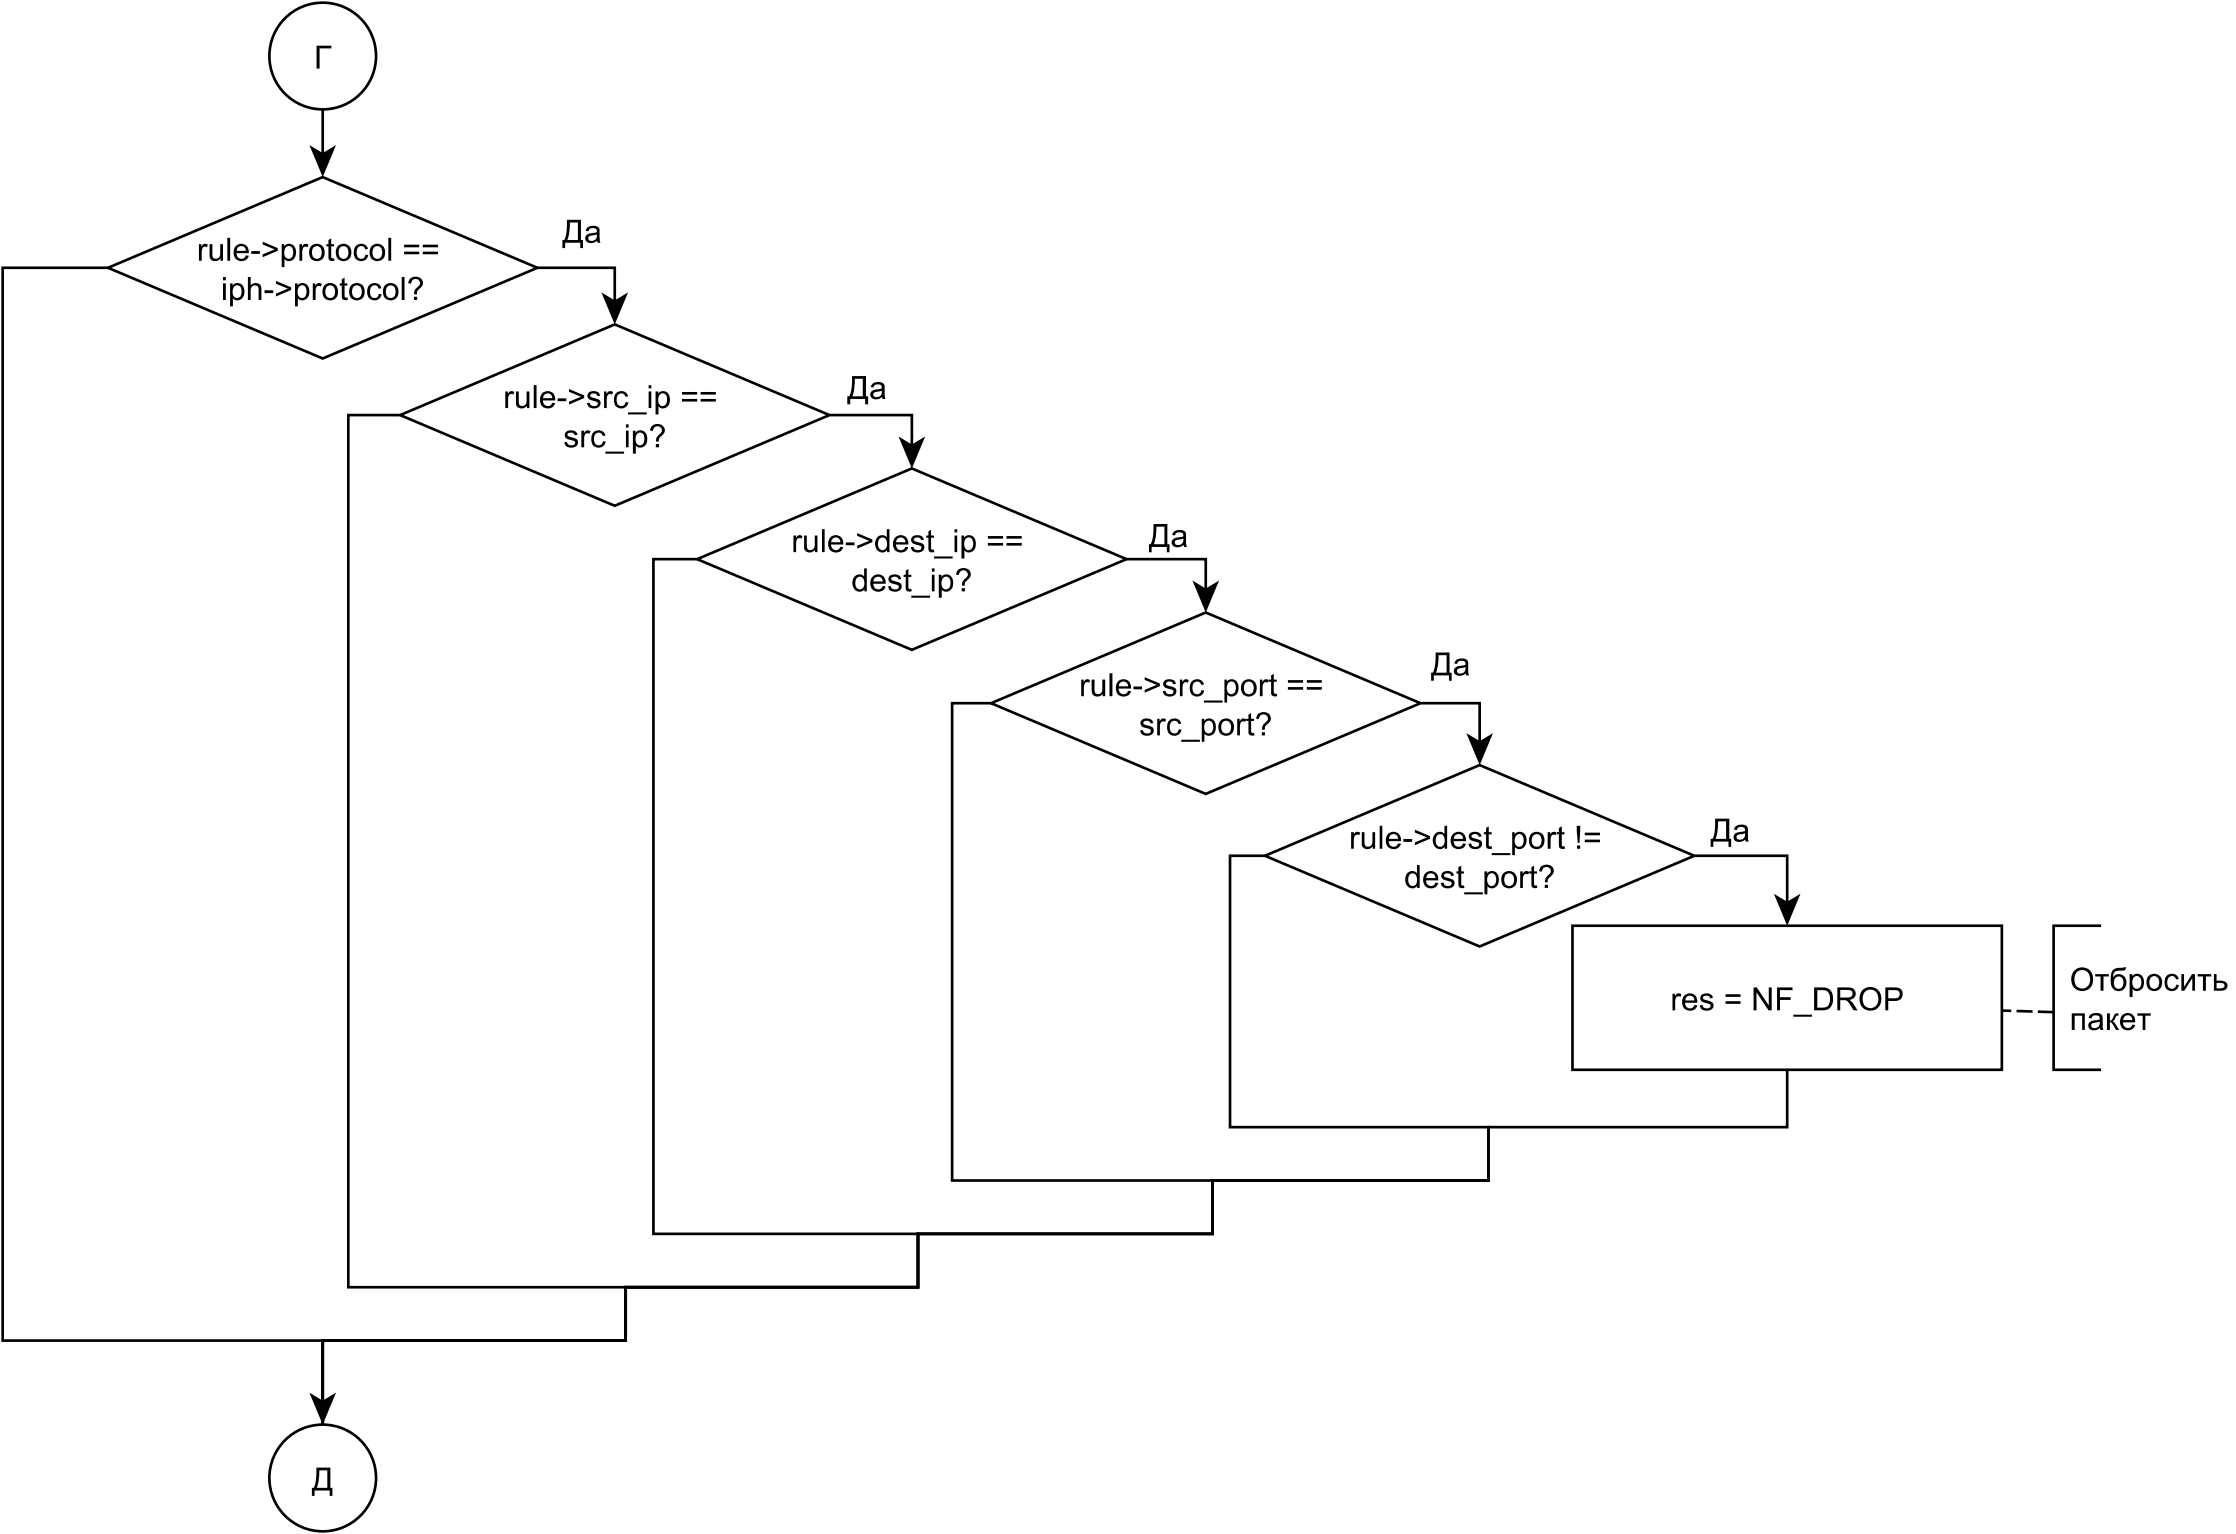 Г
rule->protocol ==
iph->protocol?
Да
rule->src_ip ==
src_ip?
Да
rule->dest_ip ==
dest_ip?
Да
rule->src_port ==
src_port?
Да
rule->dest_port !=
dest_port?
Да
res = NF_DROP
Отбросить
пакет
Д